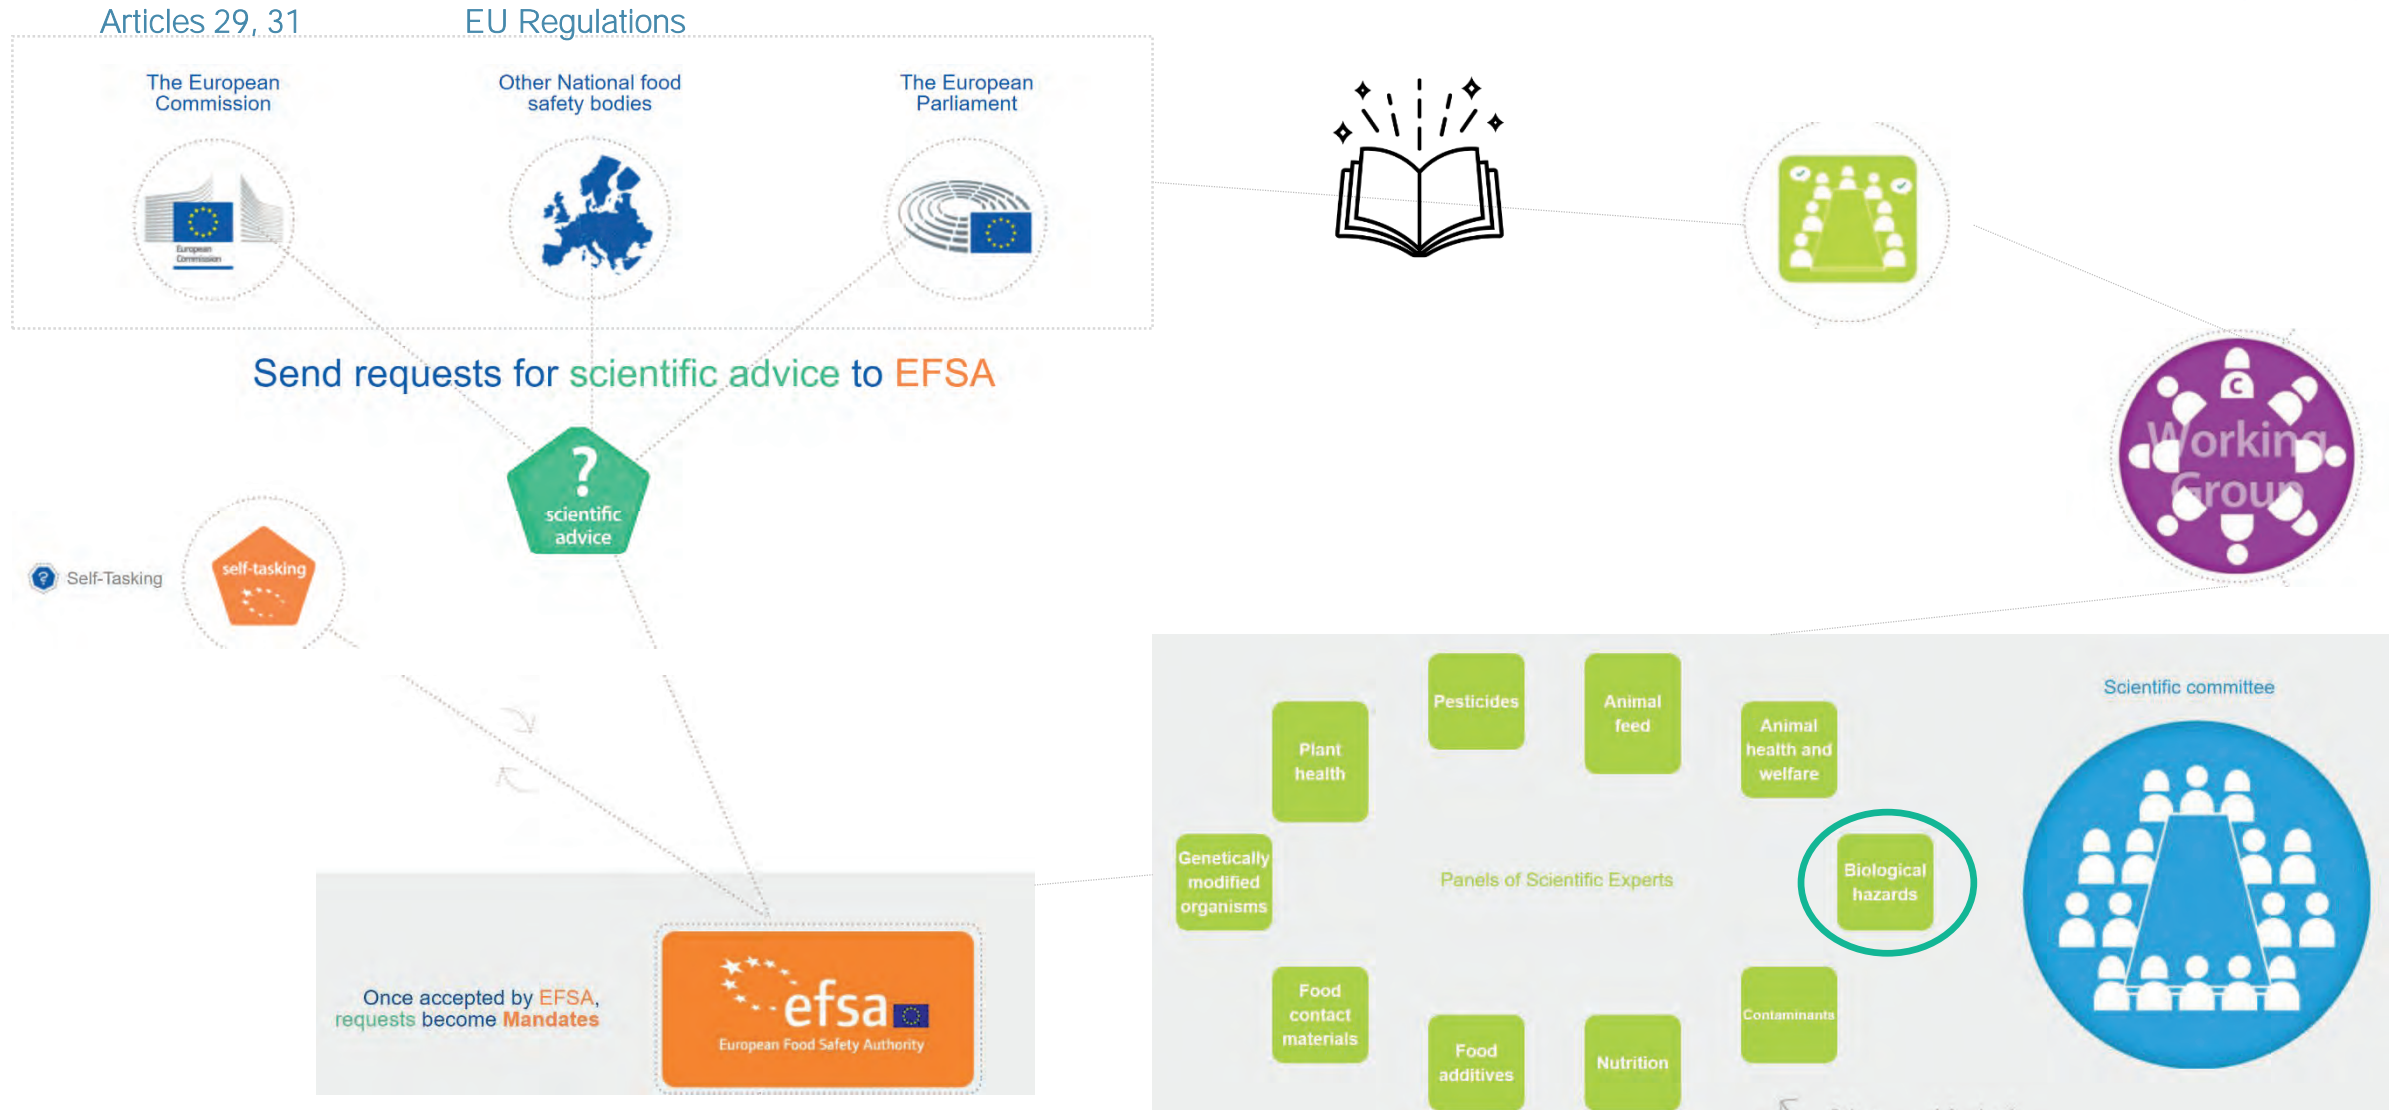 Articles 29, 31
EU Regulations
The European
Commission
Other National food
safety bodies
The European
Parliament
European
Commission
Send requests for scientific advice to EFSA
?
scientific
advice
self-tasking
? Self-Tasking
C
Working
Group
Once accepted by EFSA,
requests become Mandates
efsa
European Food Safety Authority
Pesticides
Animal
feed
Plant
health
Animal
health and
welfare
Genetically
modified
organisms
Panels of Scientific Experts
Biological
hazards
Food
contact
materials
Contaminants
Food
additives
Nutrition
Scientific committee